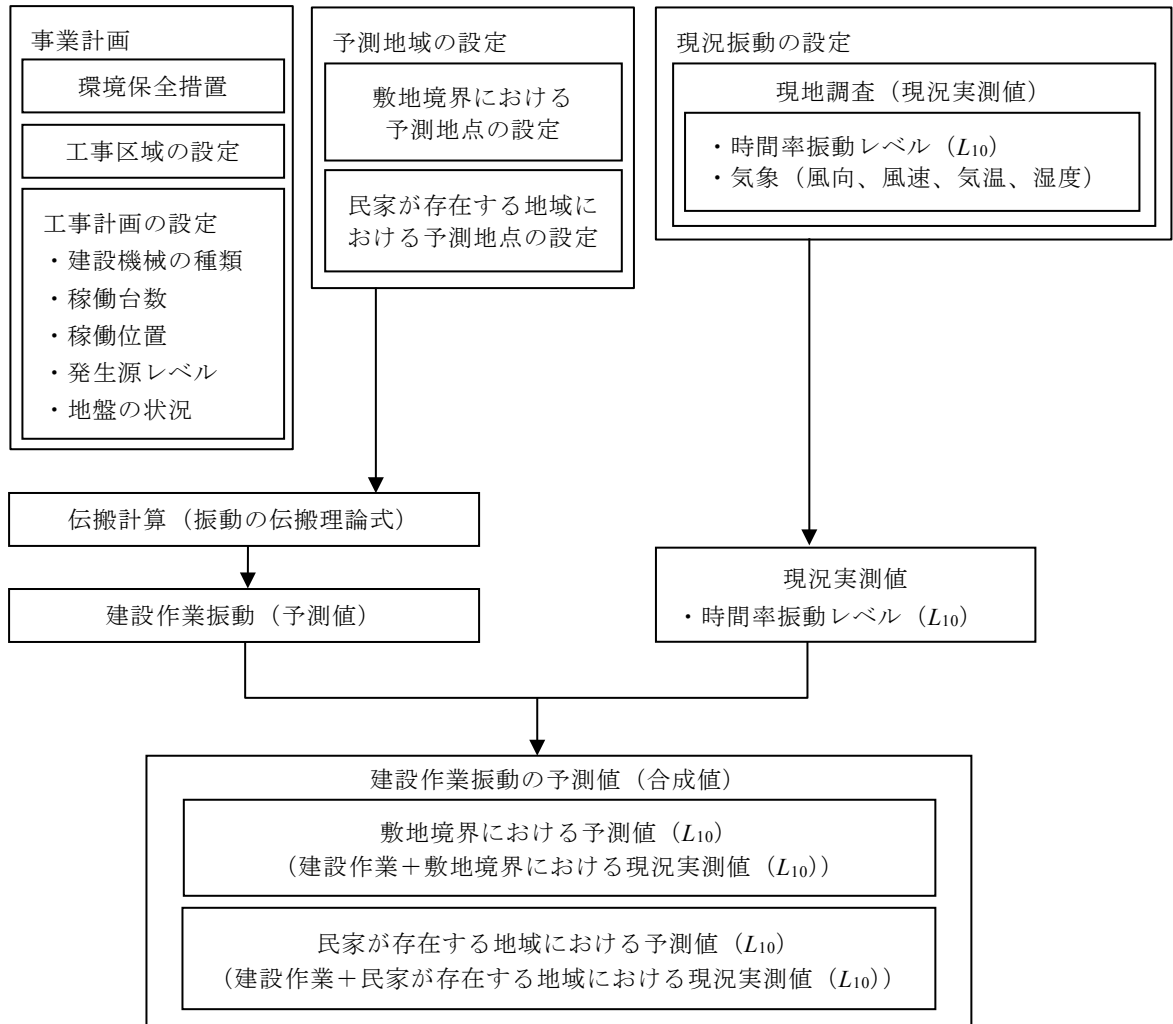 事業計画
環境保全措置
工事区域の設定
工事計画の設定
・建設機械の種類
・稼働台数
・稼働位置
・発生源レベル
・地盤の状況
予測地域の設定
敷地境界における
予測地点の設定
民家が存在する地域に
おける予測地点の設定
現況振動の設定
現地調査（現況実測値）
・時間率振動レベル（L10）
・気象（風向、風速、気温、湿度）
伝搬計算（振動の伝搬理論式）
建設作業振動（予測値）
現況実測値
・時間率振動レベル（L10）
建設作業振動の予測値（合成値）
敷地境界における予測値（L10）
（建設作業＋敷地境界における現況実測値（L10））
民家が存在する地域における予測値（L10）
（建設作業＋民家が存在する地域における現況実測値（L10））